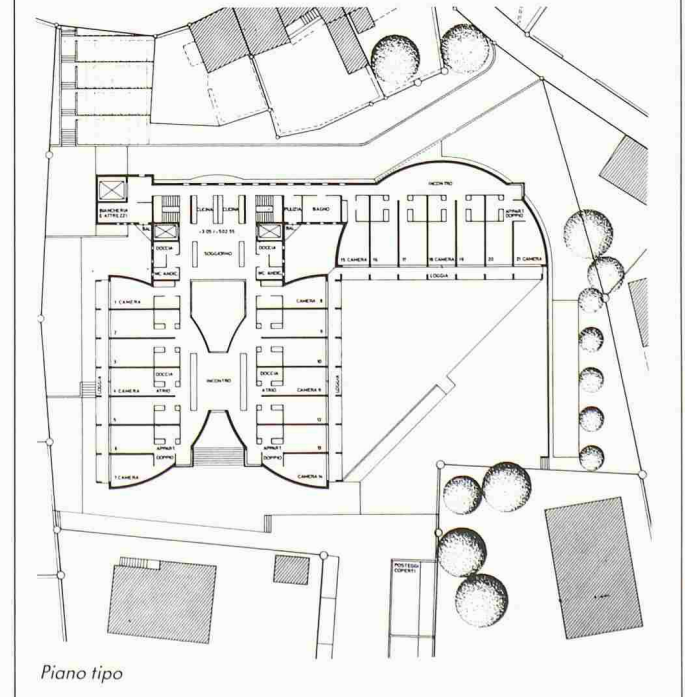 INCONTRO
BIANCHERIA
E ATTREZZI
CUCINA
CUCINA
PULIZIA
BAGNO
APPART
DOPPIO
BAL
BAL
DOCCIA
DOCCIA
SOGGIORNO
15 CAMERA
16
17
18 CAMERA
19
20
21 CAMERA
WC ANDIC
WC ANDIC
LOGGIA
1 CAMERA
CAMERA 8
2
9
3
10
DOCCIA
DOCCIA
INCONTRO
LOGGIA
LOGGIA
4 CAMERA
ATRIO
ATRIO
5
12
6
APPART
DOPPIO
APPART
DOPPIO
13
7 CAMERA
CAMERA 14
POSTEGGI
COPERTI
Piano tipo